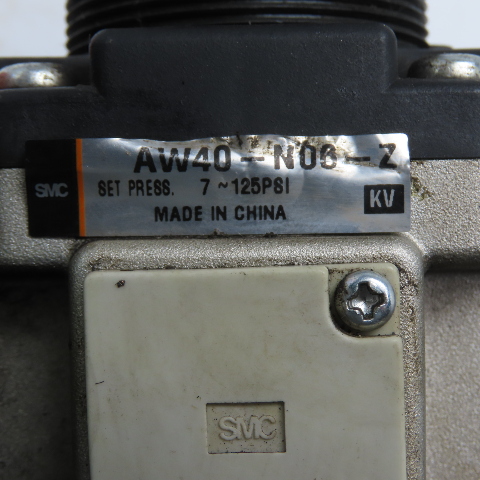 AW40-N06-Z
SMC SET PRESS. 7~125PSI KV
MADE IN CHINA
SMC